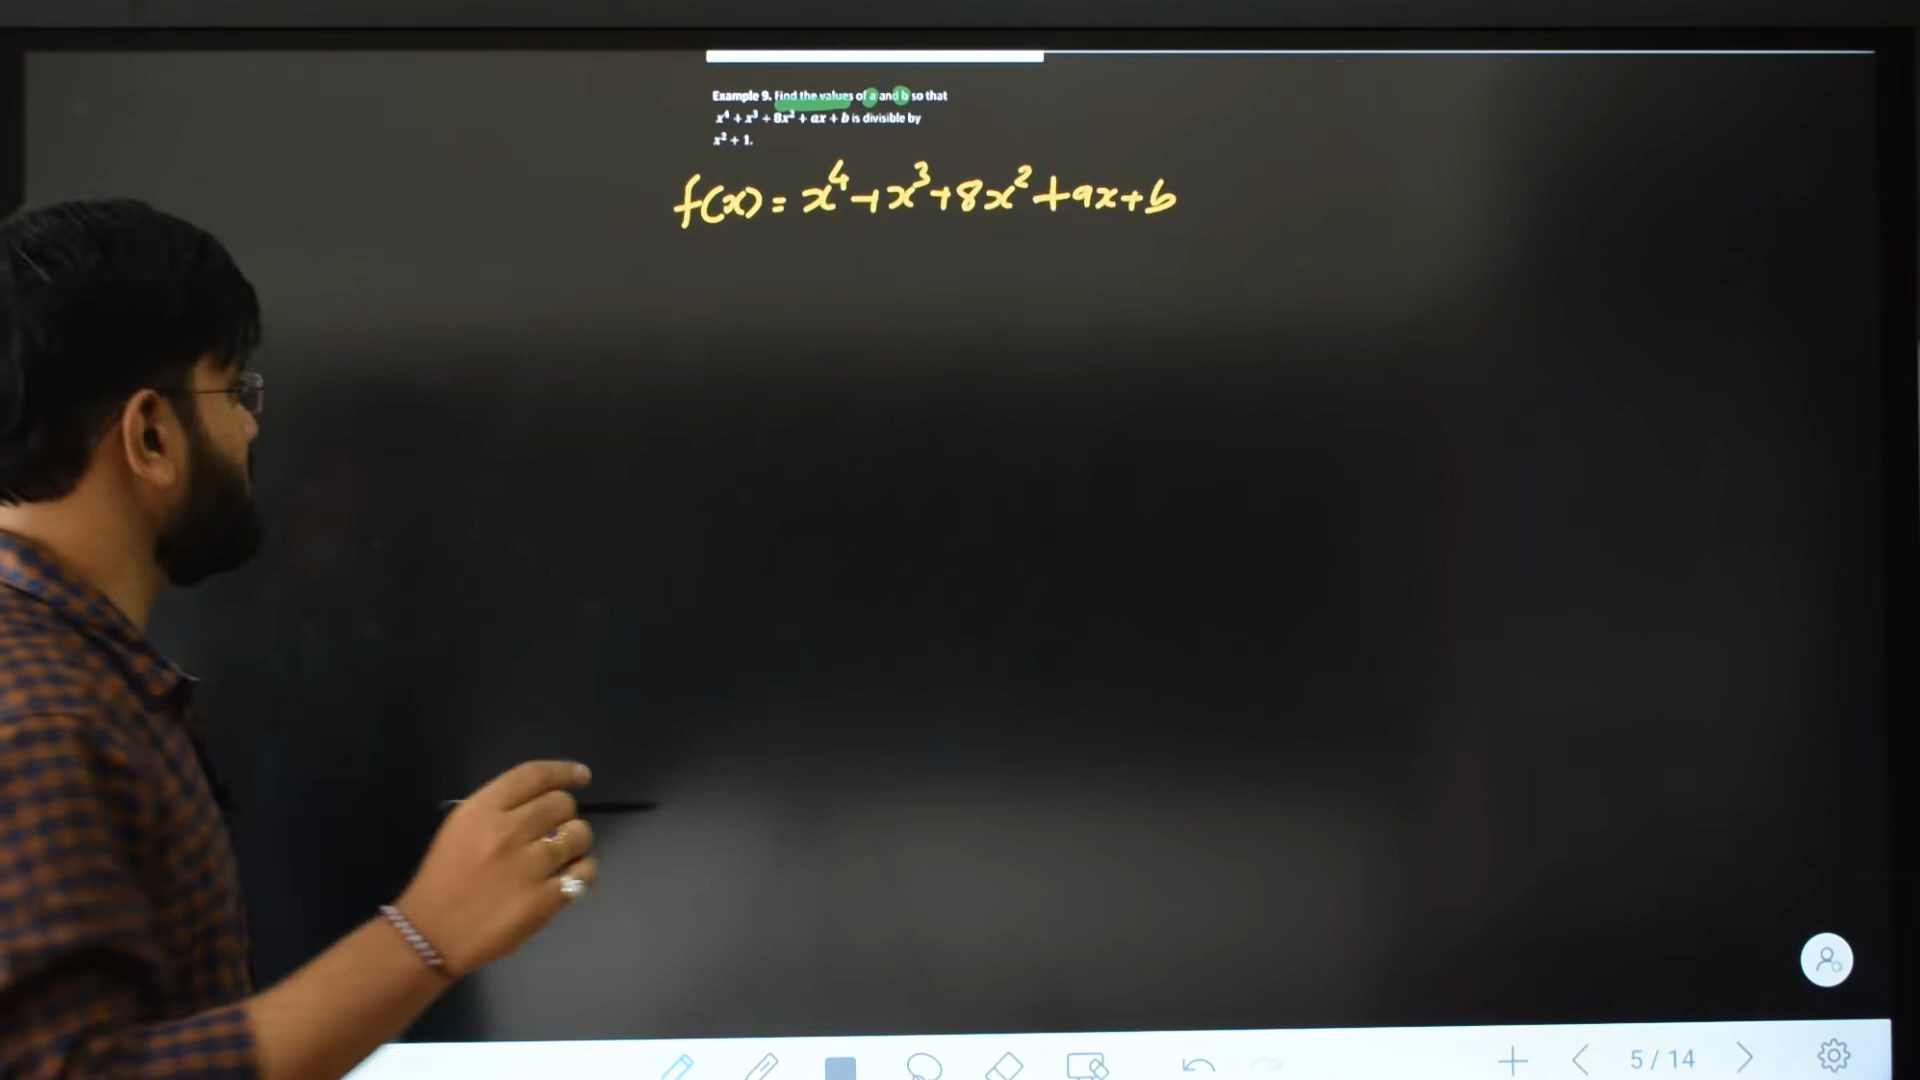 Example 9. Find the values of a and b so that
x⁴ + x³ + 8x² + ax + b is divisible by
x² + 1.
f(x) = x⁴+x³+8x²+ax+b
5 / 14